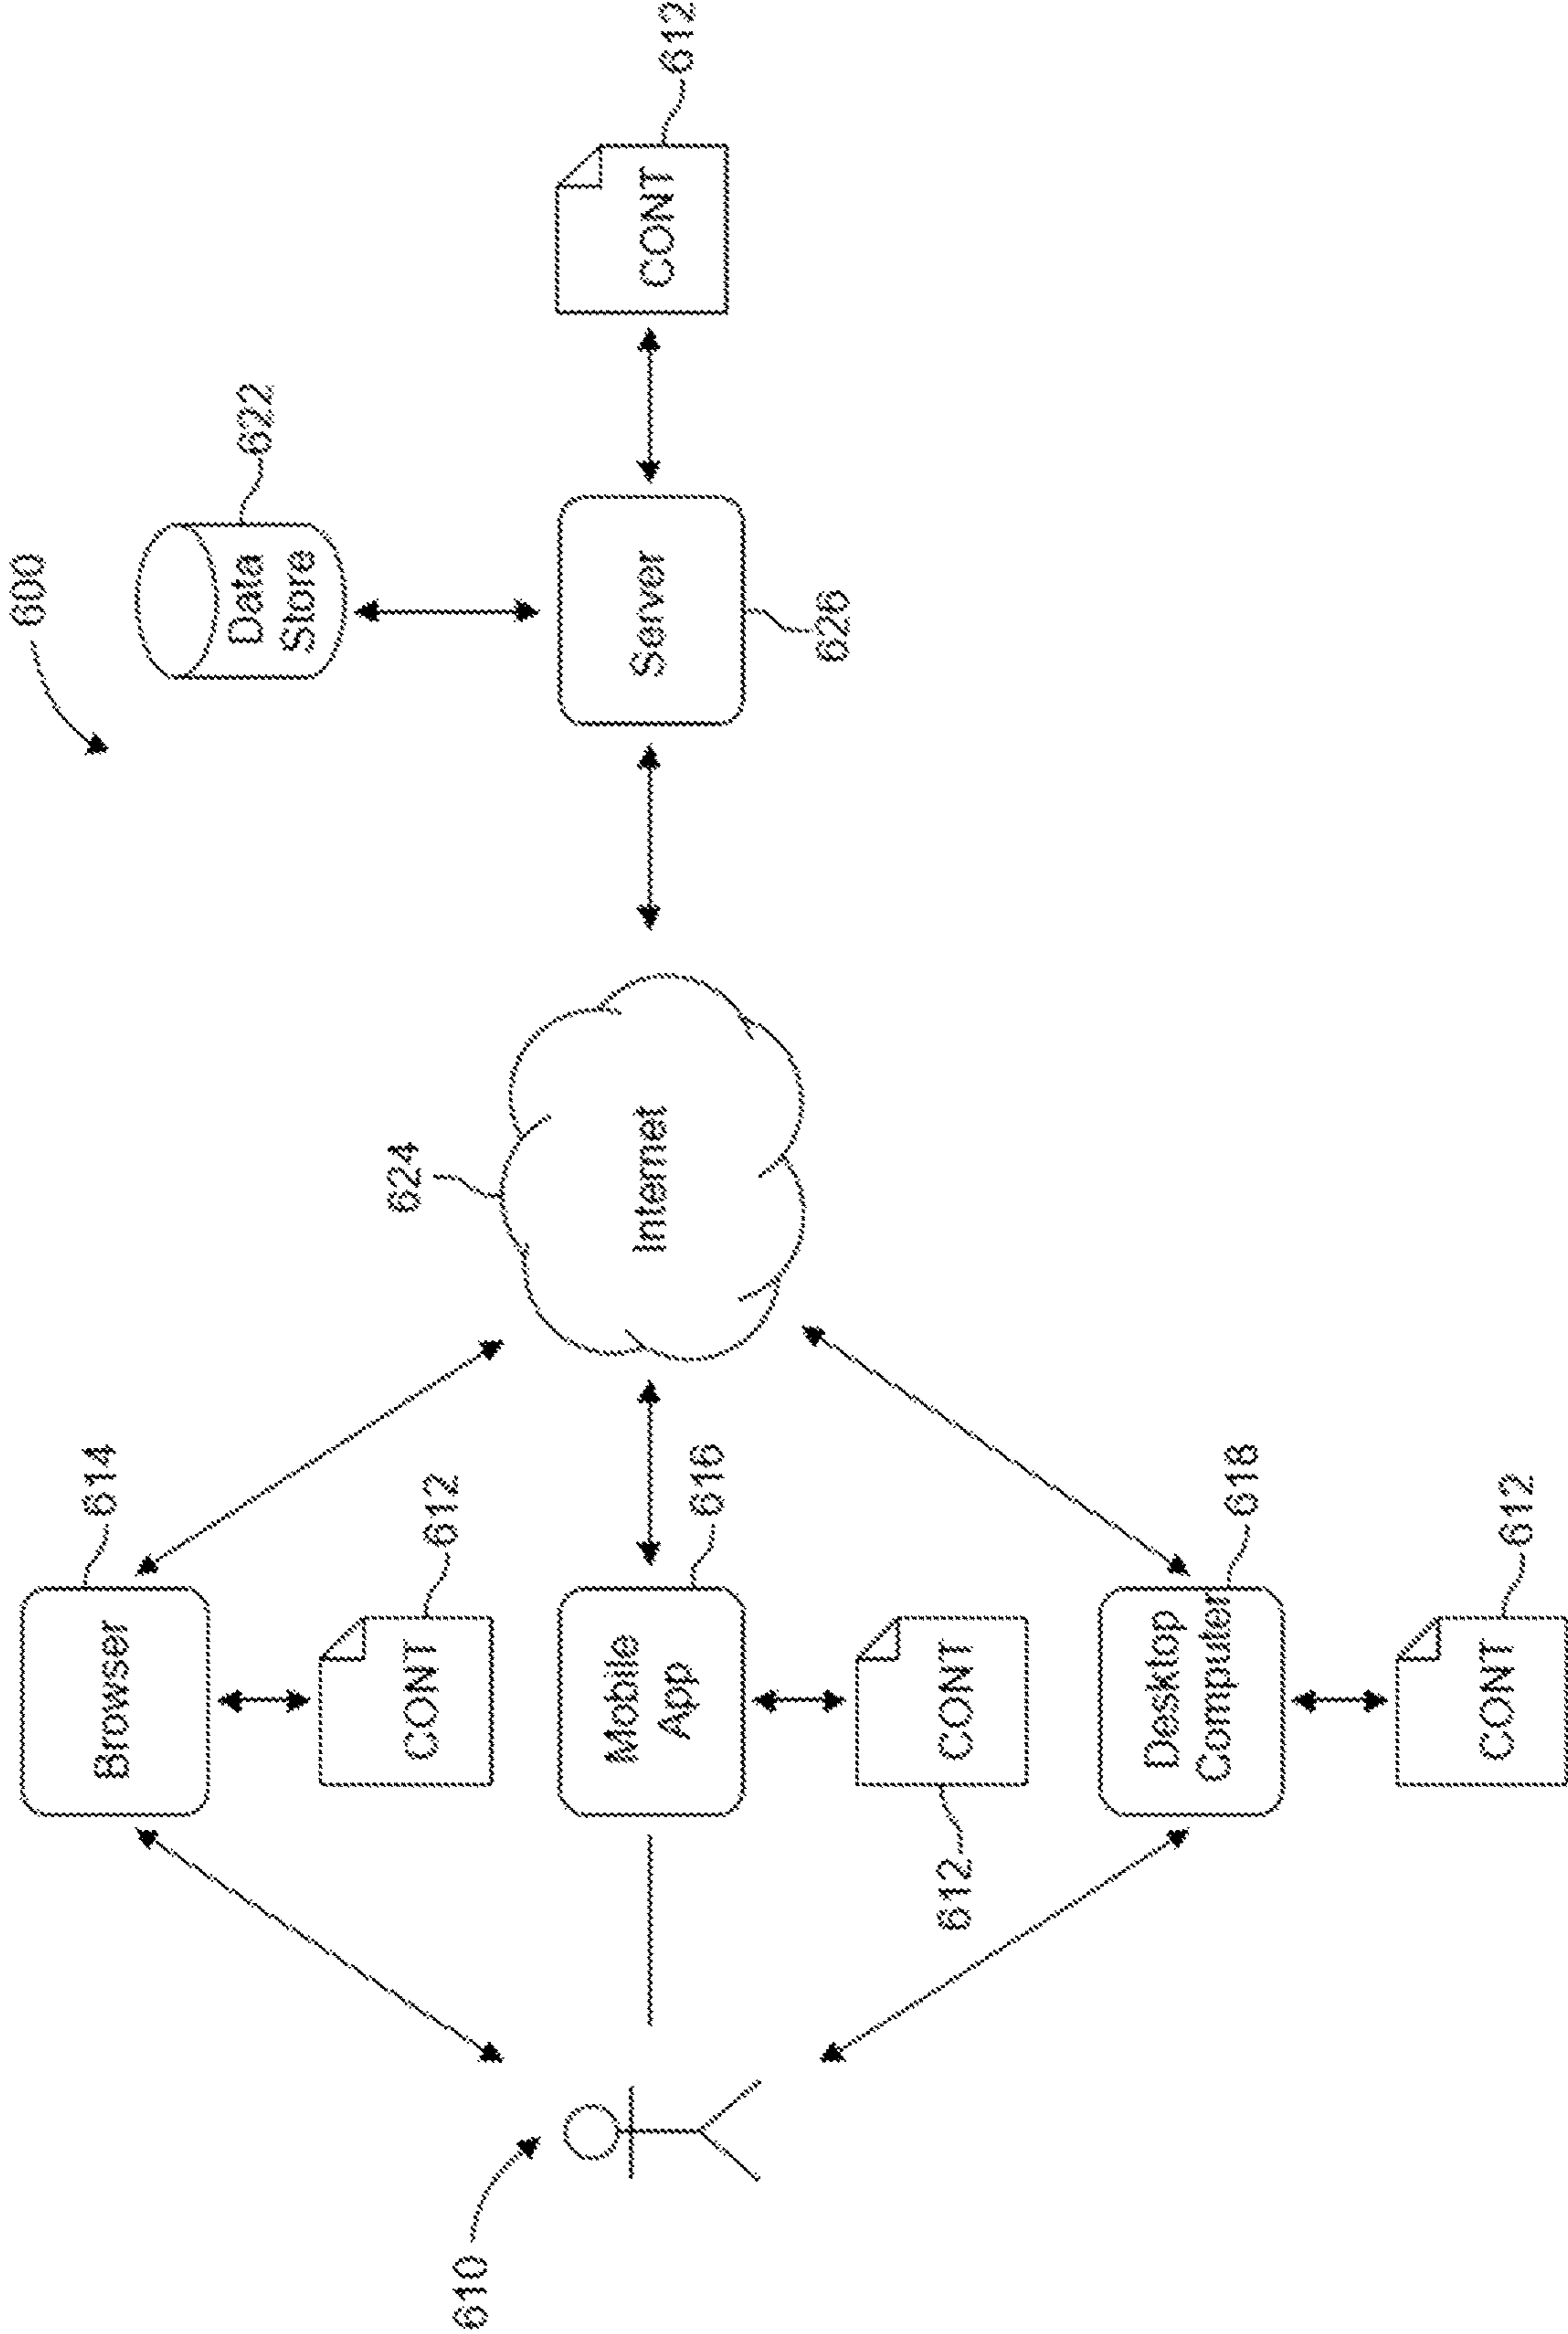 600
614
Browser
612
CONT
610
Mobile
App
616
612
CONT
Desktop
Computer
618
612
CONT
624
Internet
622
Data
Store
Server
626
612
CONT